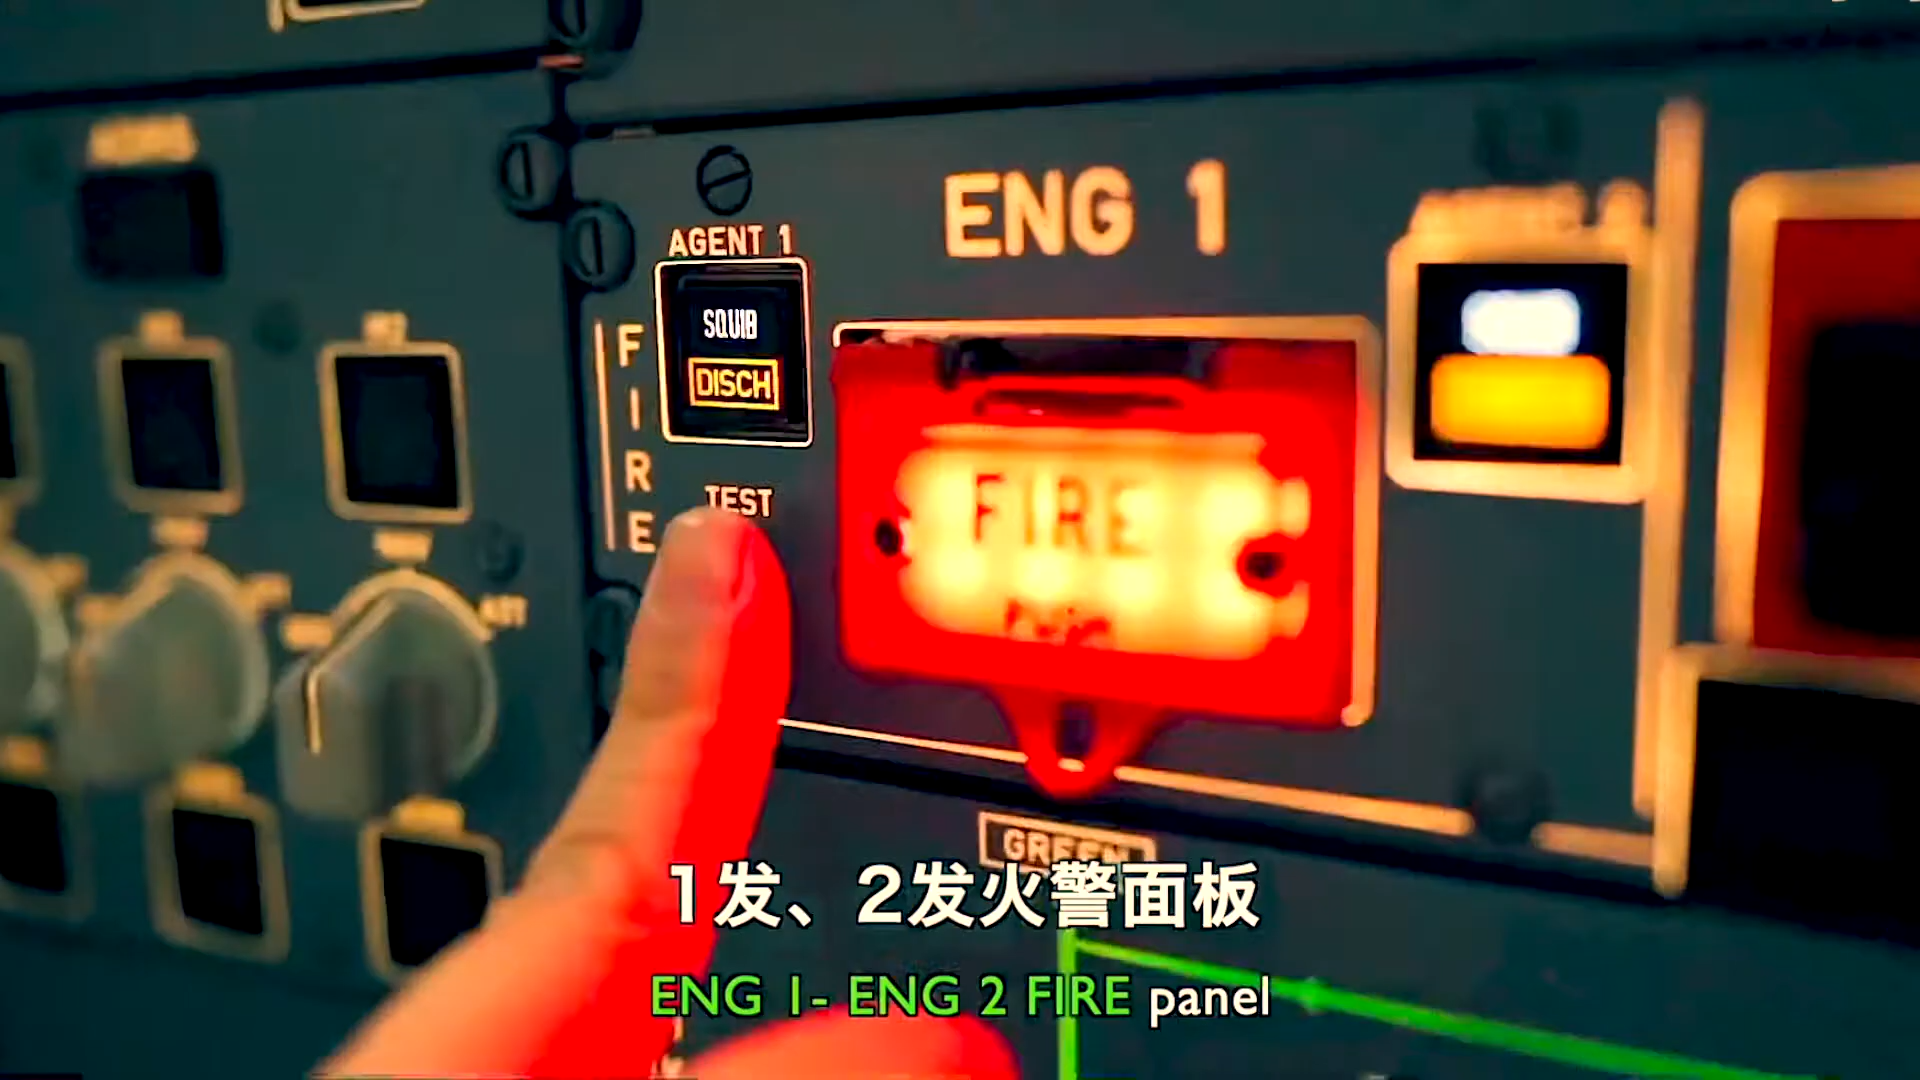 ENG 1
AGENT 1
SQUIB
DISCH
FIRE
TEST
FIRE
GREEN
1发、2发火警面板
ENG 1- ENG 2 FIRE panel